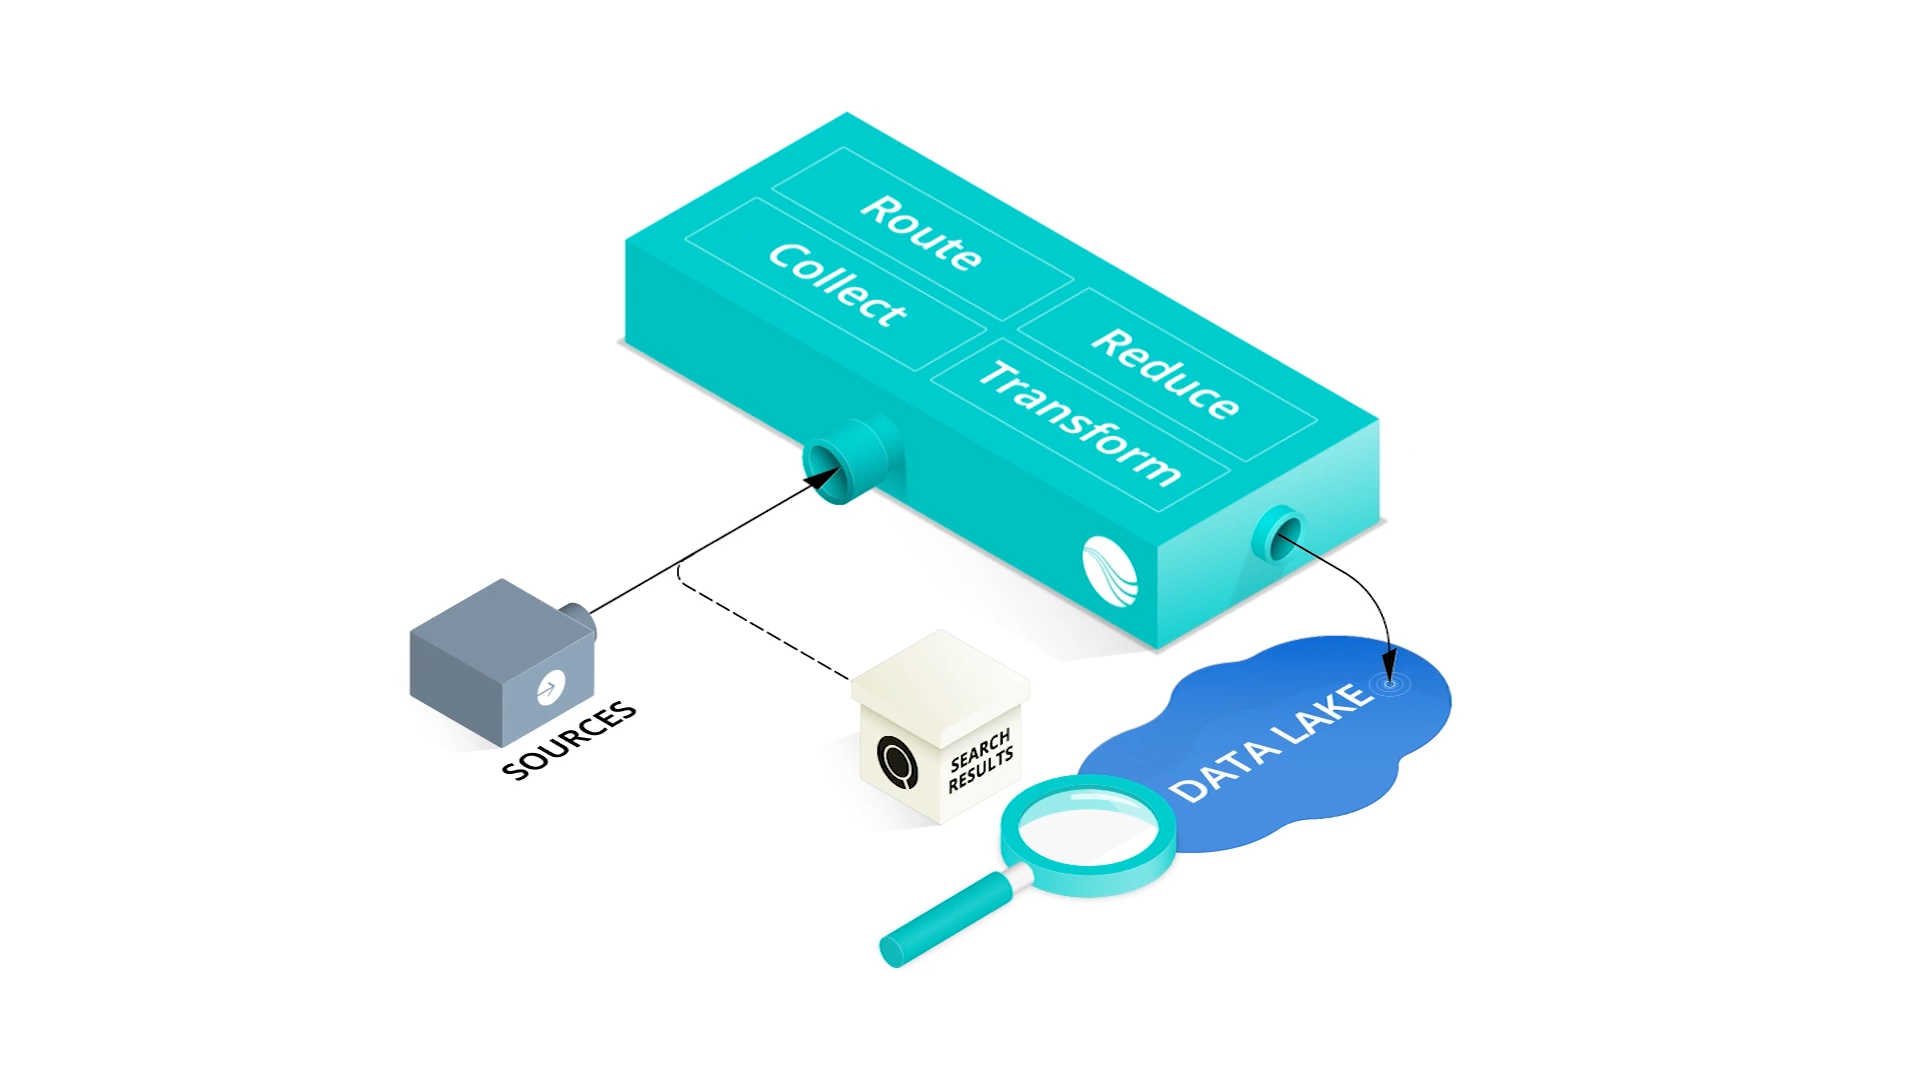 Route
Collect
Reduce
Transform
SOURCES
SEARCH
RESULTS
DATA LAKE